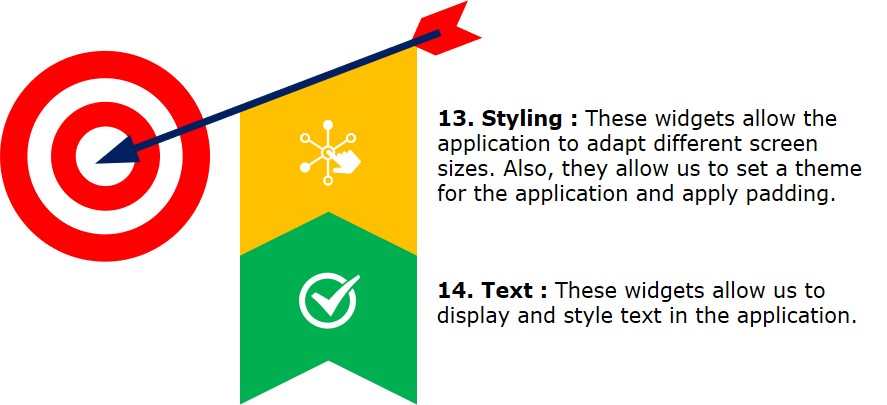 13. Styling : These widgets allow the
application to adapt different screen
sizes. Also, they allow us to set a theme
for the application and apply padding.
14. Text : These widgets allow us to
display and style text in the application.